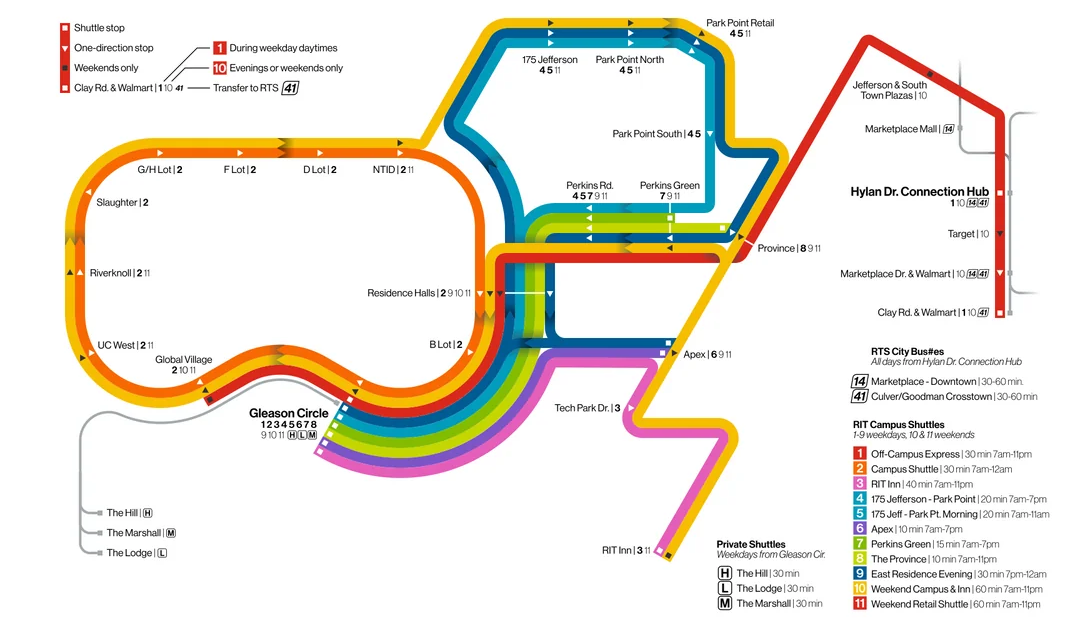 Shuttle stop
One-direction stop
Weekends only
Clay Rd. & Walmart | 1 10 41
1 During weekday daytimes
10 Evenings or weekends only
Transfer to RTS 41
Park Point Retail
4 5 11
175 Jefferson
4 5 11
Park Point North
4 5 11
Park Point South | 4 5
Perkins Rd.
4 5 7 9 11
Perkins Green
7 9 11
Province | 8 9 11
Jefferson & South
Town Plazas | 10
Marketplace Mall | 14
Hylan Dr. Connection Hub
1 10 14 41
Target | 10
Marketplace Dr. & Walmart | 10 14 41
Clay Rd. & Walmart | 1 10 41
G/H Lot | 2
F Lot | 2
D Lot | 2
NTID | 2 11
Slaughter | 2
Riverknoll | 2 11
UC West | 2 11
Global Village
2 10 11
Residence Halls | 2 9 10 11
B Lot | 2
Gleason Circle
1 2 3 4 5 6 7 8
9 10 11 H L M
Apex | 6 9 11
Tech Park Dr. | 3
RIT Inn | 3 11
The Hill | H
The Marshall | M
The Lodge | L
Private Shuttles
Weekdays from Gleason Cir.
H The Hill | 30 min
L The Lodge | 30 min
M The Marshall | 30 min
RTS City Bus#es
All days from Hylan Dr. Connection Hub
14 Marketplace - Downtown | 30-60 min.
41 Culver/Goodman Crosstown | 30-60 min
RIT Campus Shuttles
1-9 weekdays, 10 & 11 weekends
1 Off-Campus Express | 30 min 7am-11pm
2 Campus Shuttle | 30 min 7am-12am
3 RIT Inn | 40 min 7am-11pm
4 175 Jefferson - Park Point | 20 min 7am-7pm
5 175 Jeff - Park Pt. Morning | 20 min 7am-11am
6 Apex | 10 min 7am-7pm
7 Perkins Green | 15 min 7am-7pm
8 The Province | 10 min 7am-11pm
9 East Residence Evening | 30 min 7pm-12am
10 Weekend Campus & Inn | 60 min 7am-11pm
11 Weekend Retail Shuttle | 60 min 7am-11pm